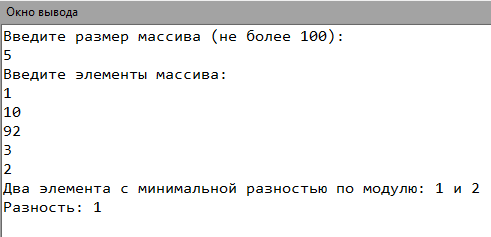 Окно вывода
Введите размер массива (не более 100):
5
Введите элементы массива:
1
10
92
3
2
Два элемента с минимальной разностью по модулю: 1 и 2
Разность: 1